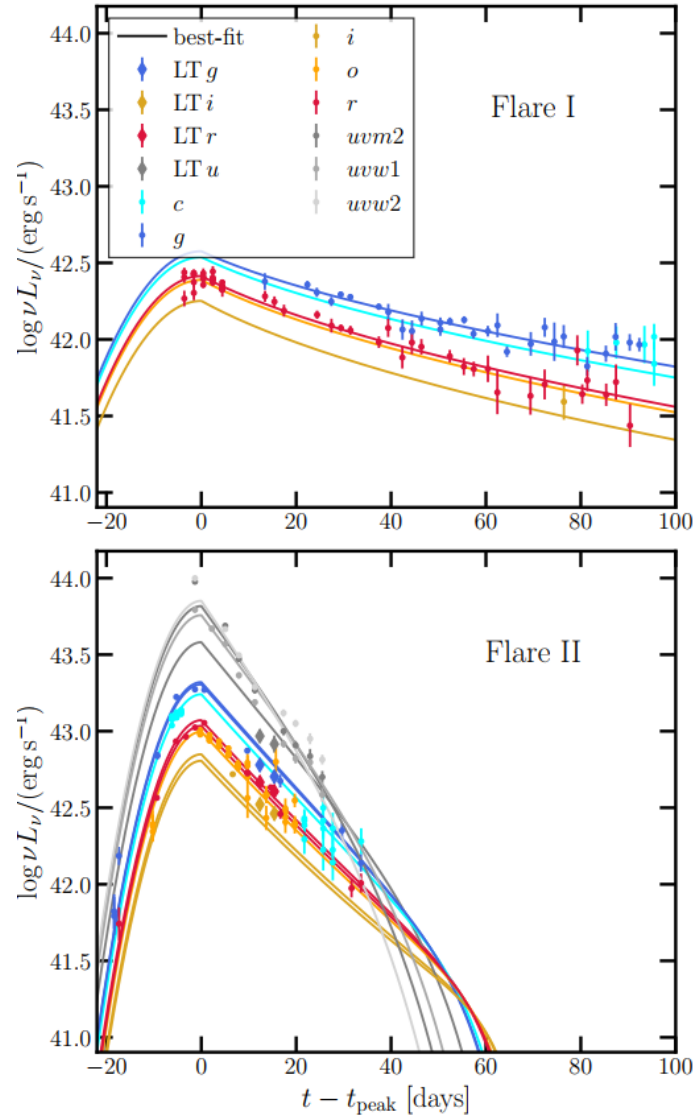 44.0
43.5
43.0
42.5
42.0
41.5
41.0
log νLν/(erg s⁻¹)
best-fit
LT g
LT i
LT r
LT u
c
g
i
o
r
uvm2
uvw1
uvw2
Flare I
−20 0 20 40 60 80 100
44.0
43.5
43.0
42.5
42.0
41.5
41.0
log νLν/(erg s⁻¹)
Flare II
−20 0 20 40 60 80 100
t − tpeak [days]